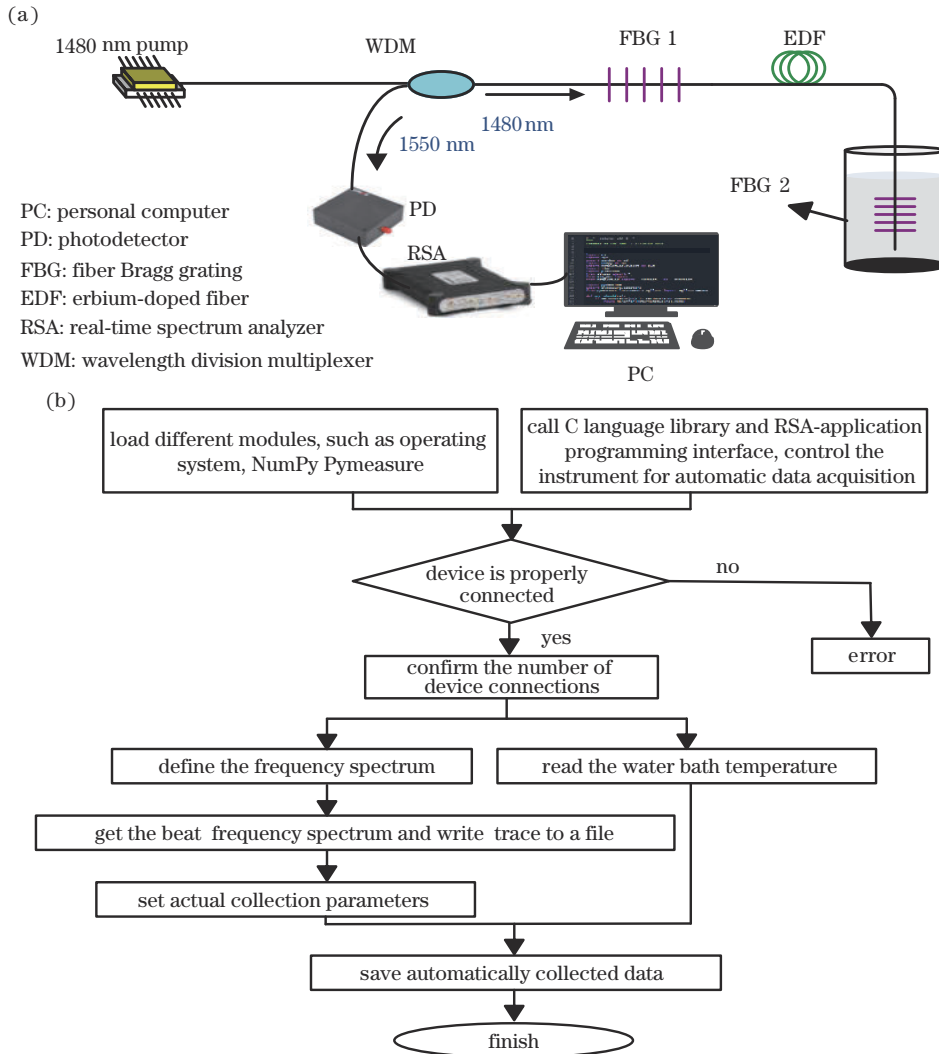 (a)
1480 nm pump
WDM
FBG 1
EDF
1480 nm
1550 nm
FBG 2
PD
RSA
PC
PC: personal computer
PD: photodetector
FBG: fiber Bragg grating
EDF: erbium-doped fiber
RSA: real-time spectrum analyzer
WDM: wavelength division multiplexer
(b)
load different modules, such as operating
system, NumPy Pymeasure
call C language library and RSA-application
programming interface, control the
instrument for automatic data acquisition
device is properly
connected
no
yes
error
confirm the number of
device connections
define the frequency spectrum
read the water bath temperature
get the beat frequency spectrum and write trace to a file
set actual collection parameters
save automatically collected data
finish